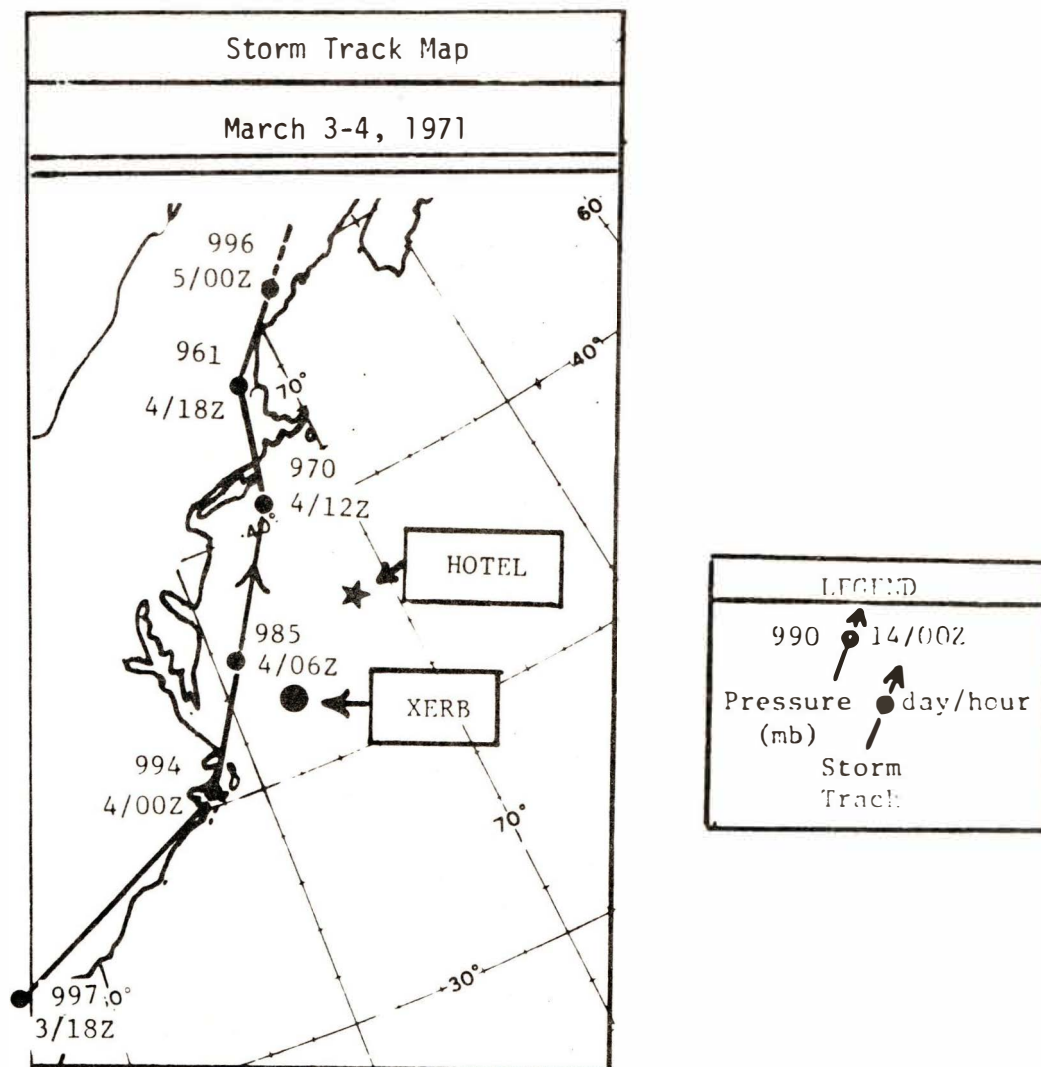 Storm Track Map
March 3-4, 1971
60
996
5/00Z
40°
961
70°
4/18Z
970
4/12Z
40°
HOTEL
985
4/06Z
XERB
994
4/00Z
70°
30°
997
3/18Z
LEGEND
990 14/00Z
Pressure day/hour
(mb)
Storm
Track